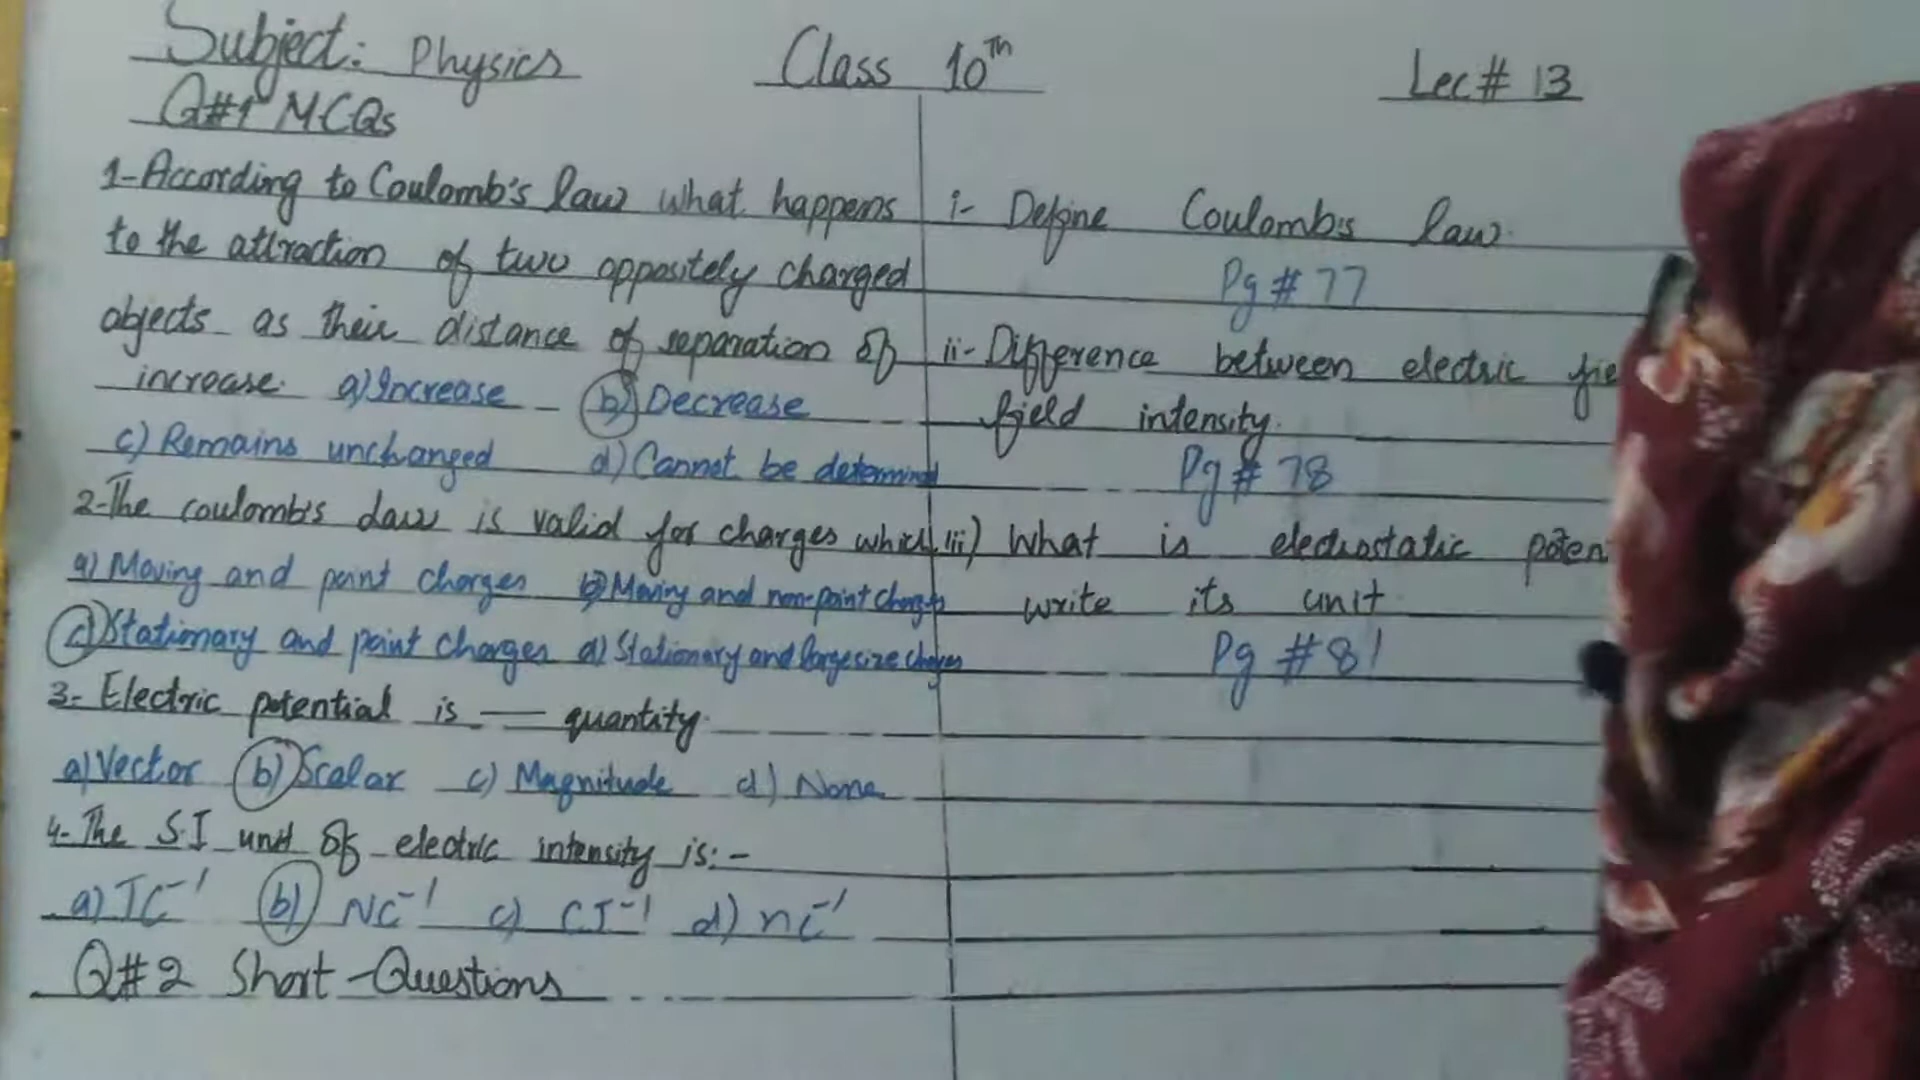 Subject: Physics Class 10th Lec# 13
Q#1 MCQs
1-According to Coulomb's law what happens
to the attraction of two oppositely charged
objects as their distance of separation of
increase. a) Increase b) Decrease
c) Remains unchanged d) Cannot be determined
2-The coulomb's law is valid for charges which
a) Moving and point charges b) Moving and non-point charges
c) Stationary and point charges d) Stationary and large size charges
3- Electric potential is — quantity.
a) Vector b) Scalar c) Magnitude d) None
4- The S.I unit of electric intensity is:-
a) JC⁻¹ b) NC⁻¹ c) CJ⁻¹ d) nc⁻¹
Q#2 Short-Questions
i- Define Coulomb's law.
Pg # 77
ii- Difference between electric fie
field intensity.
Pg # 78
iii) What is electrostatic poten
write its unit.
Pg #81